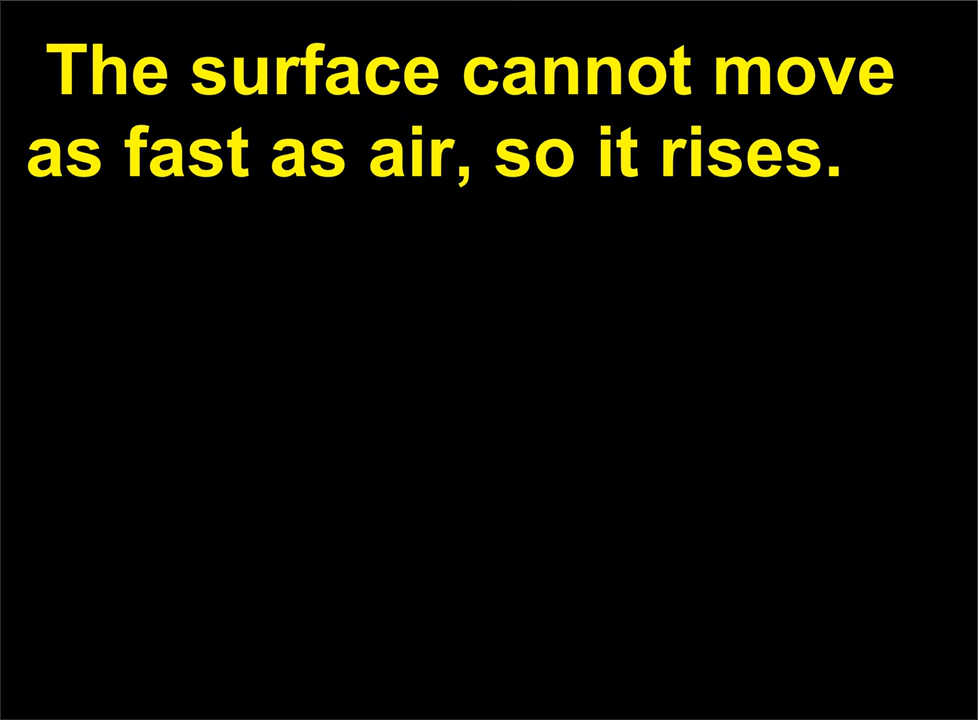 The surface cannot move
as fast as air, so it rises.